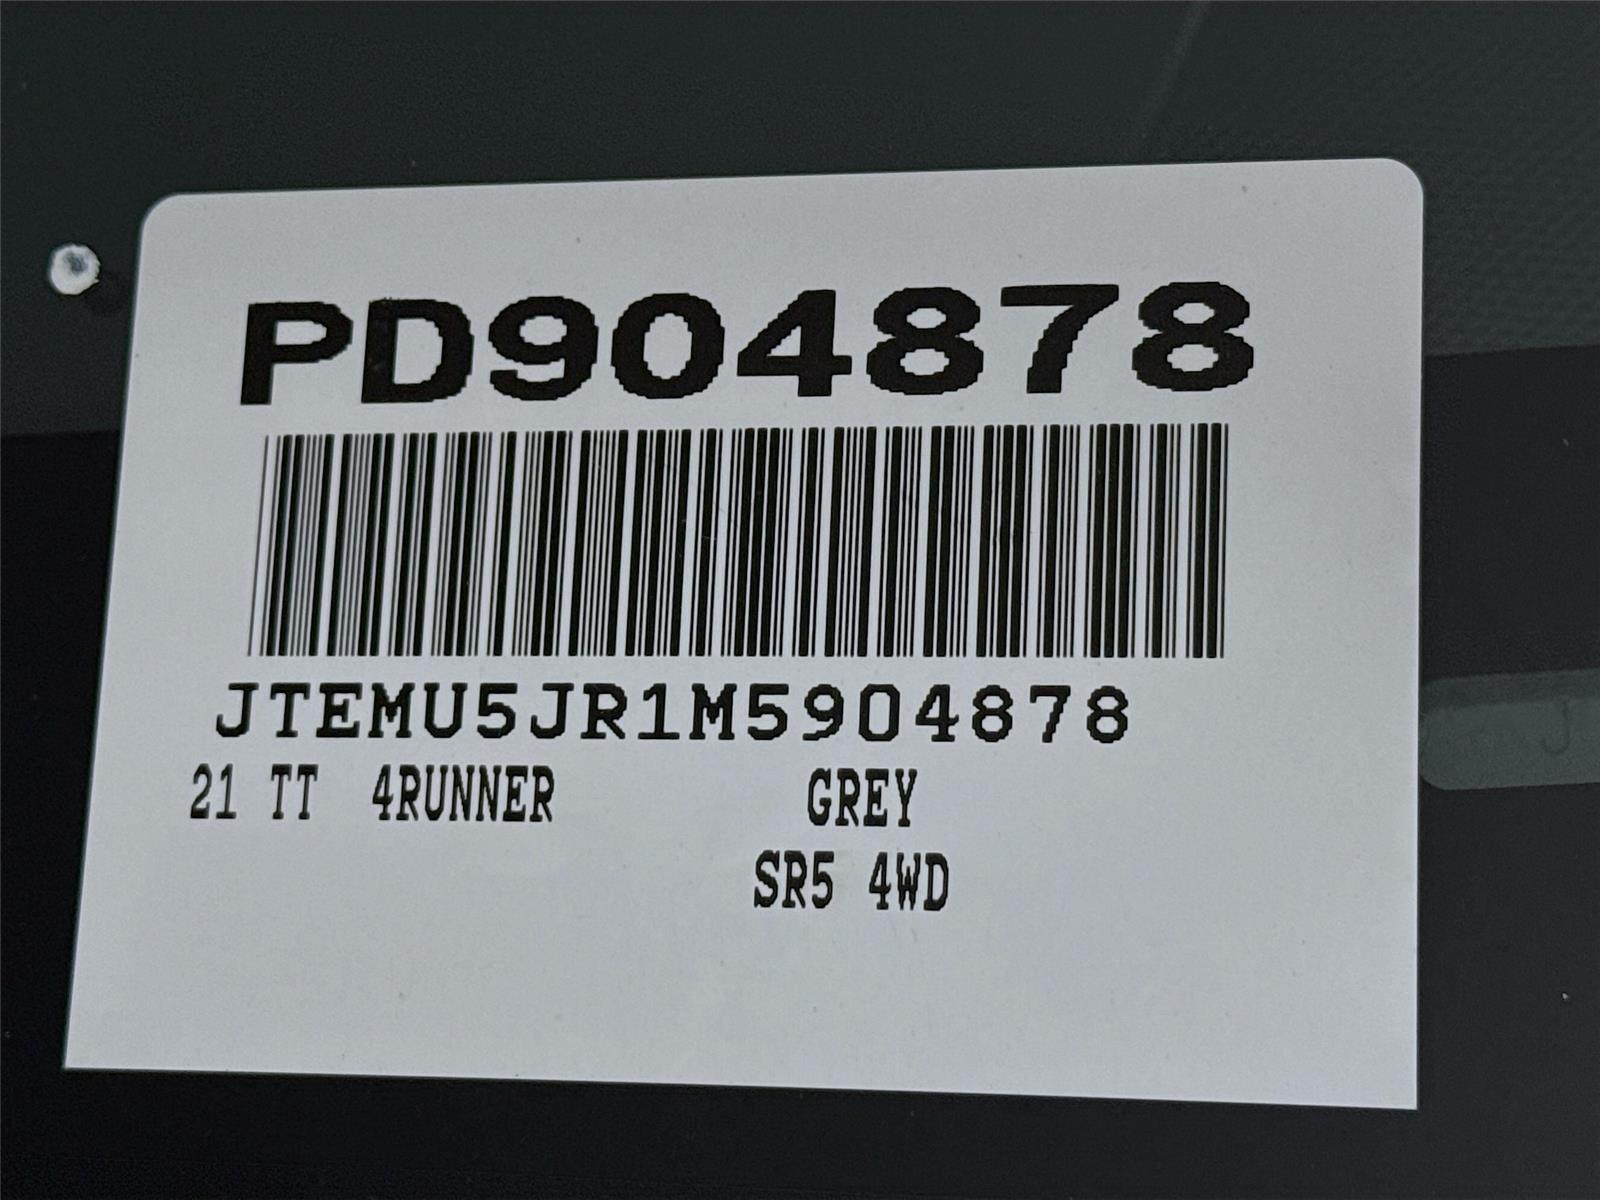 PD904878
JTEMU5JR1M5904878
21 TT 4RUNNER GREY
SR5 4WD